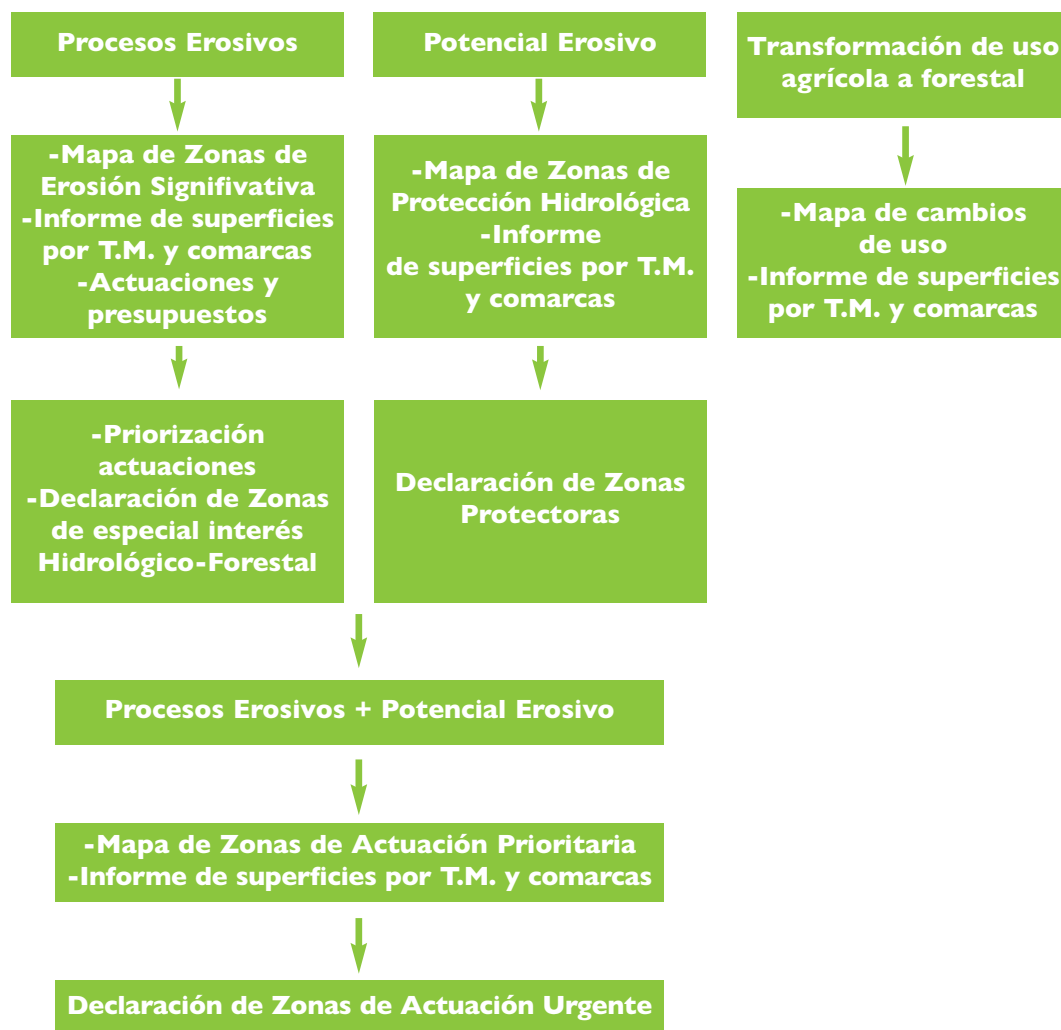 Procesos Erosivos
-Mapa de Zonas de
Erosión Signifivativa
-Informe de superficies
por T.M. y comarcas
-Actuaciones y
presupuestos
-Priorización
actuaciones
-Declaración de Zonas
de especial interés
Hidrológico-Forestal
Potencial Erosivo
-Mapa de Zonas de
Protección Hidrológica
-Informe
de superficies por T.M.
y comarcas
Declaración de Zonas
Protectoras
Transformación de uso
agrícola a forestal
-Mapa de cambios
de uso
-Informe de superficies
por T.M. y comarcas
Procesos Erosivos + Potencial Erosivo
-Mapa de Zonas de Actuación Prioritaria
-Informe de superficies por T.M. y comarcas
Declaración de Zonas de Actuación Urgente